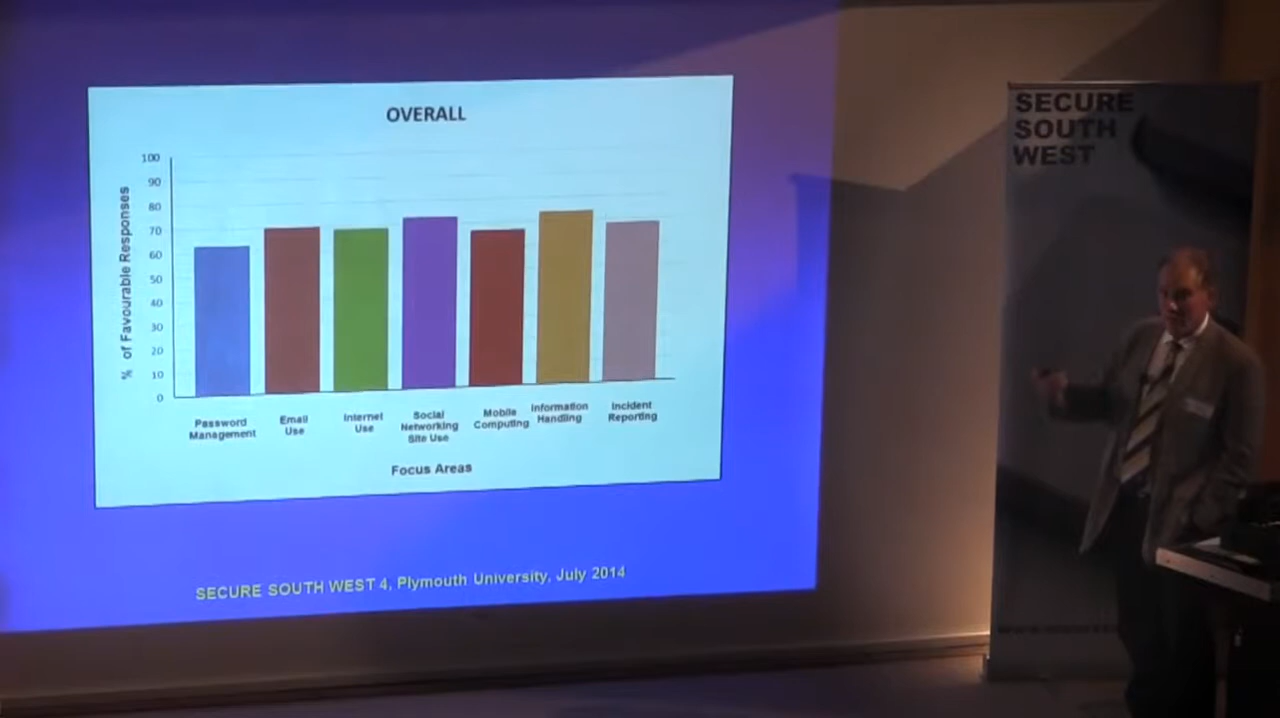 OVERALL
100
90
80
70
60
50
40
30
20
10
0
% of Favourable Responses
Password
Management
Email
Use
Internet
Use
Social
Networking
Site Use
Mobile
Computing
Information
Handling
Incident
Reporting
Focus Areas
SECURE SOUTH WEST 4, Plymouth University, July 2014
SECURE
SOUTH
WEST